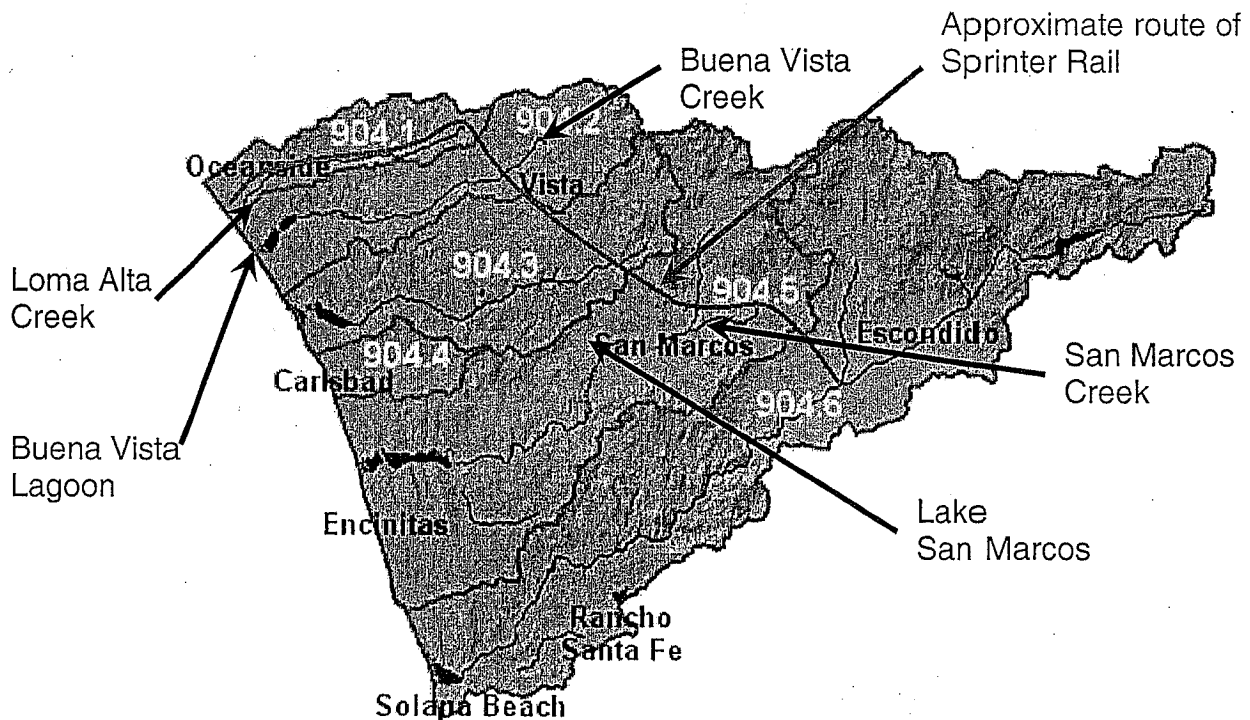 Approximate route of
Sprinter Rail
Buena Vista
Creek
904.1
904.2
Oceanside
Vista
Loma Alta
Creek
904.3
904.5
San Marcos
Escondido
904.4
Carlsbad
San Marcos
Creek
904.6
Buena Vista
Lagoon
Encinitas
Lake
San Marcos
Rancho
Santa Fe
Solana Beach